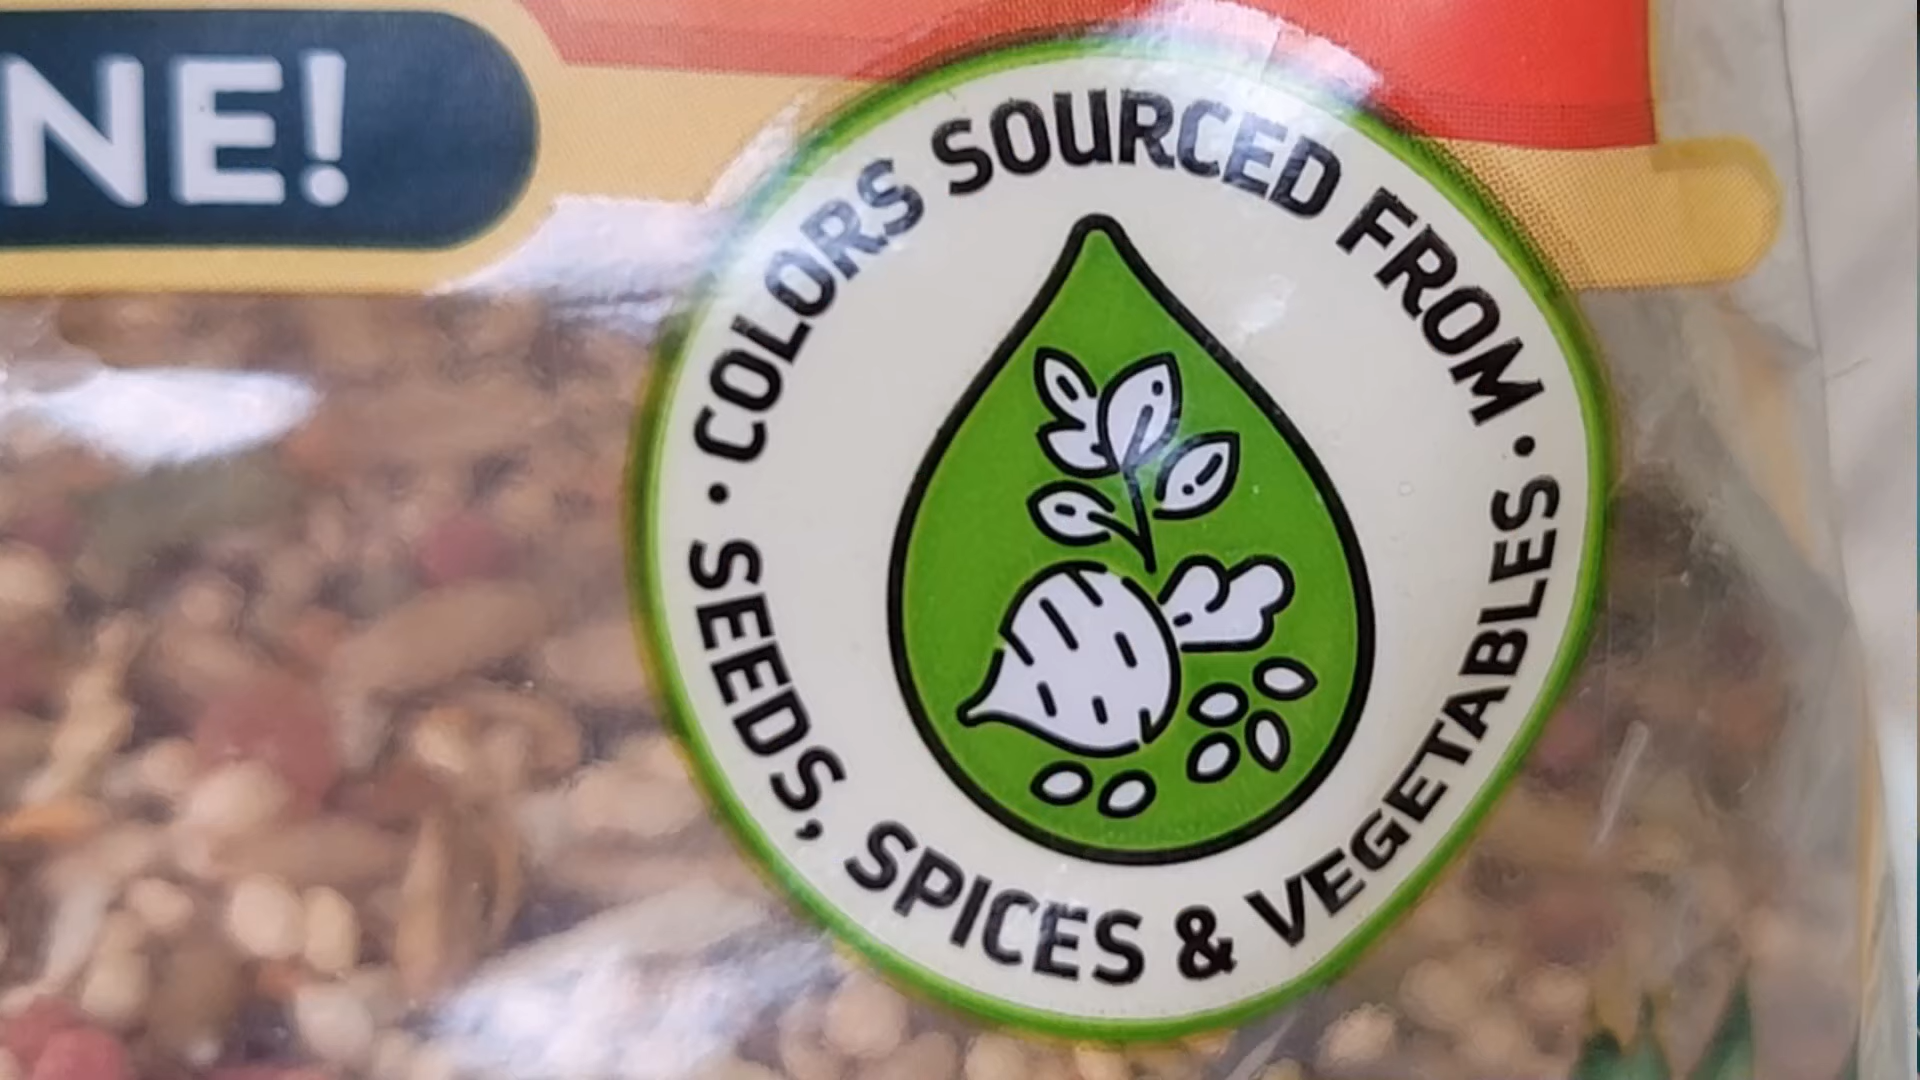 NE!
· COLORS SOURCED FROM ·
SEEDS, SPICES & VEGETABLES